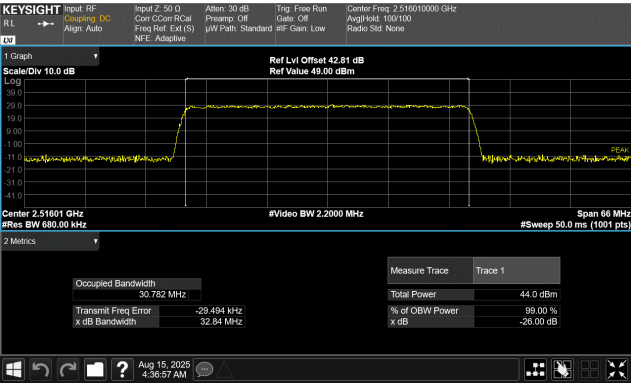 KEYSIGHT Input: RF Input Z: 50 Ω Atten: 30 dB Trig: Free Run Center Freq: 2.516010000 GHz
RL Coupling: DC Corr CCorr RCal Preamp: Off Gate: Off Avg|Hold: 100/100
Align: Auto Freq Ref: Ext (S) µW Path: Standard #IF Gain: Low Radio Std: None
LXI NFE: Adaptive
1 Graph
Ref Lvl Offset 42.81 dB
Scale/Div 10.0 dB Ref Value 49.00 dBm
Log
39.0
29.0
19.0
9.00
-1.00
-11.0 PEAK
-21.0
-31.0
-41.0
Center 2.51601 GHz #Video BW 2.2000 MHz Span 66 MHz
#Res BW 680.00 kHz #Sweep 50.0 ms (1001 pts)
2 Metrics
Measure Trace Trace 1
Occupied Bandwidth
30.782 MHz Total Power 44.0 dBm
Transmit Freq Error -29.494 kHz % of OBW Power 99.00 %
x dB Bandwidth 32.84 MHz x dB -26.00 dB
? Aug 15, 2025
4:36:57 AM